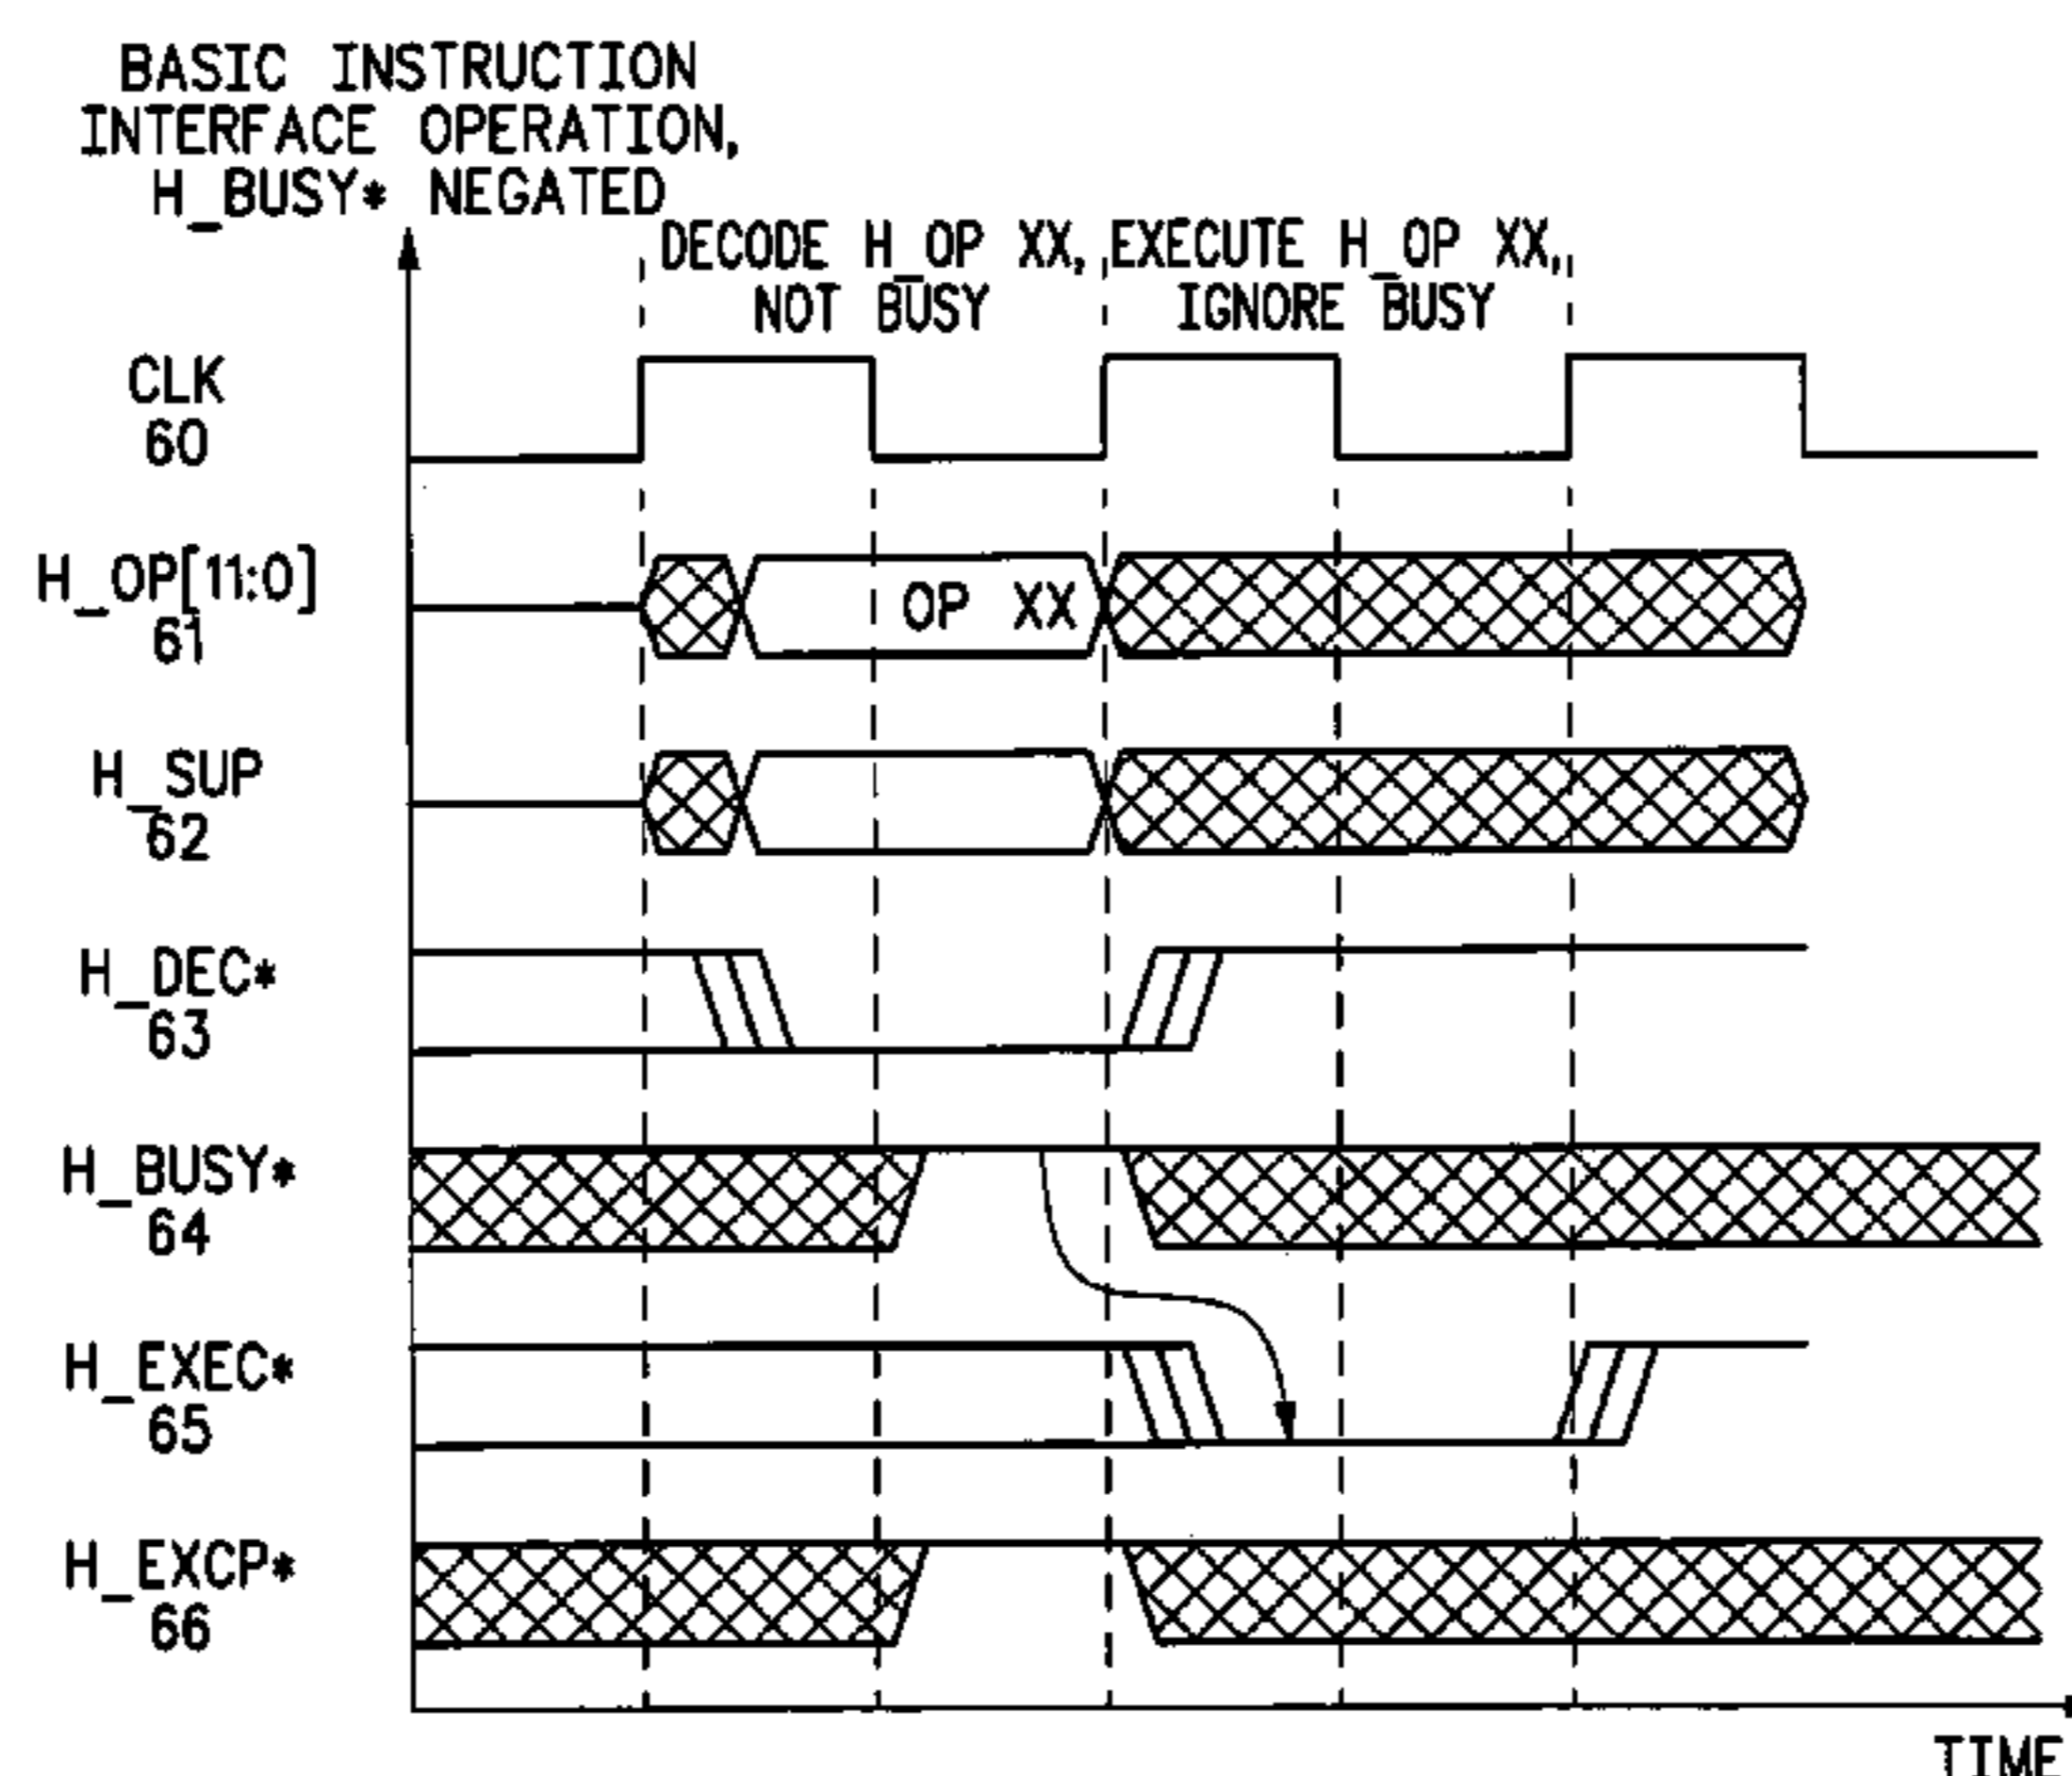 BASIC INSTRUCTION
INTERFACE OPERATION,
H_BUSY* NEGATED
DECODE H_OP XX, EXECUTE H_OP XX,
NOT BUSY IGNORE BUSY
CLK
60
H_OP[11:0]
61
OP XX
H_SUP
62
H_DEC*
63
H_BUSY*
64
H_EXEC*
65
H_EXCP*
66
TIME